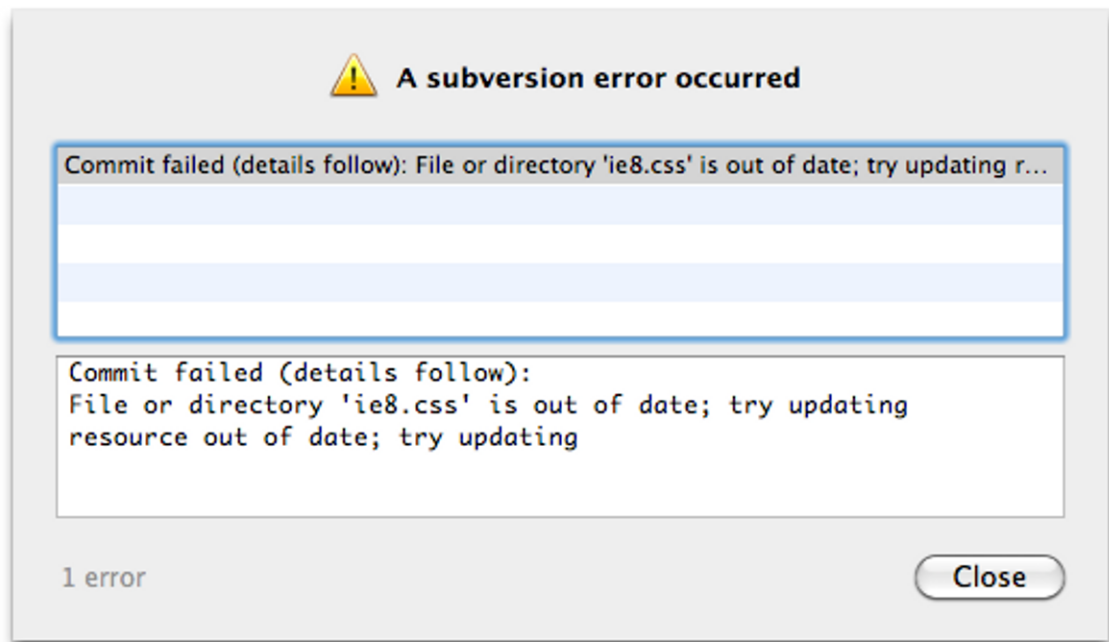 A subversion error occurred
Commit failed (details follow): File or directory 'ie8.css' is out of date; try updating r...
Commit failed (details follow):
File or directory 'ie8.css' is out of date; try updating
resource out of date; try updating
1 error
Close